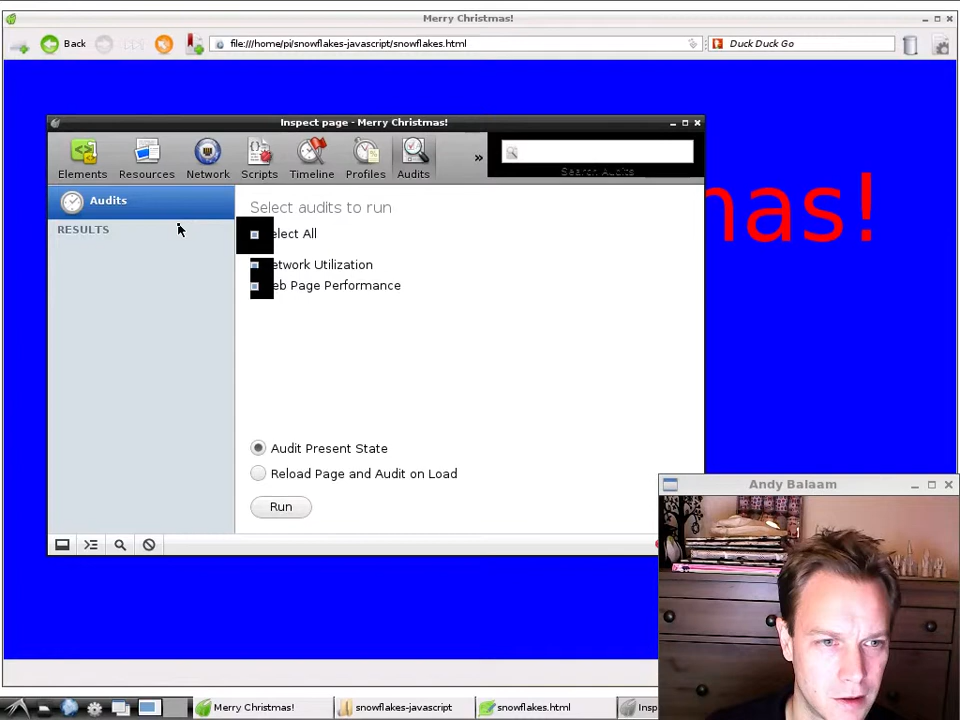 Merry Christmas!
Back
file:///home/pi/snowflakes-javascript/snowflakes.html
Duck Duck Go
mas!
Inspect page - Merry Christmas!
Elements
Resources
Network
Scripts
Timeline
Profiles
Audits
»
Search Audits
Audits
RESULTS
Select audits to run
elect All
etwork Utilization
eb Page Performance
Audit Present State
Reload Page and Audit on Load
Run
Andy Balaam
Merry Christmas!
snowflakes-javascript
snowflakes.html
Insp